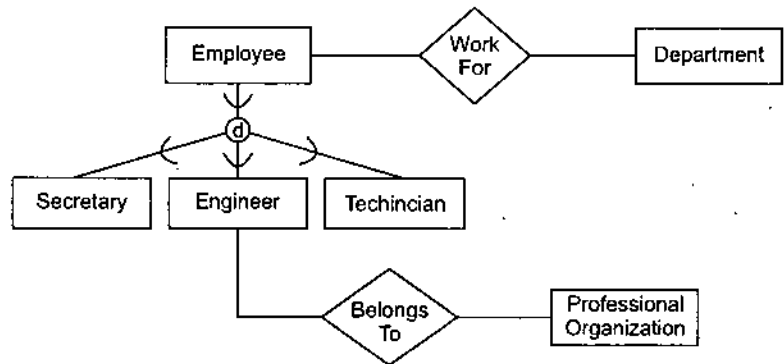 Employee
Work
For
Department
d
Secretary
Engineer
Techincian
Belongs
To
Professional
Organization